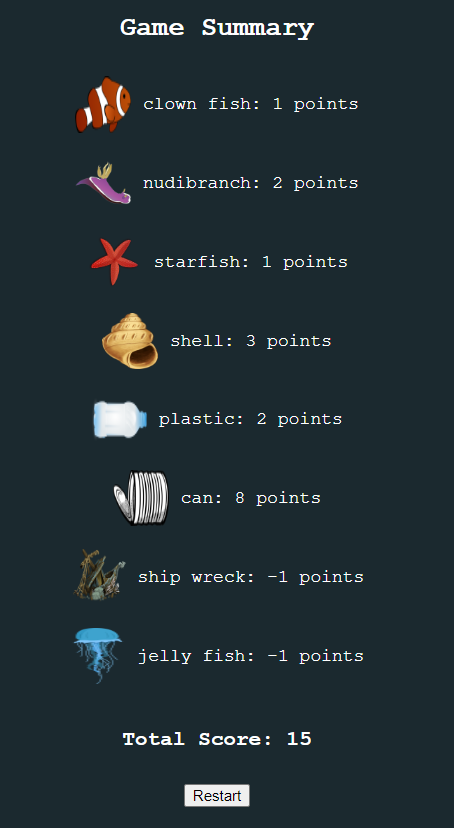 Game Summary
clown fish: 1 points
nudibranch: 2 points
starfish: 1 points
shell: 3 points
plastic: 2 points
can: 8 points
ship wreck: -1 points
jelly fish: -1 points
Total Score: 15
Restart